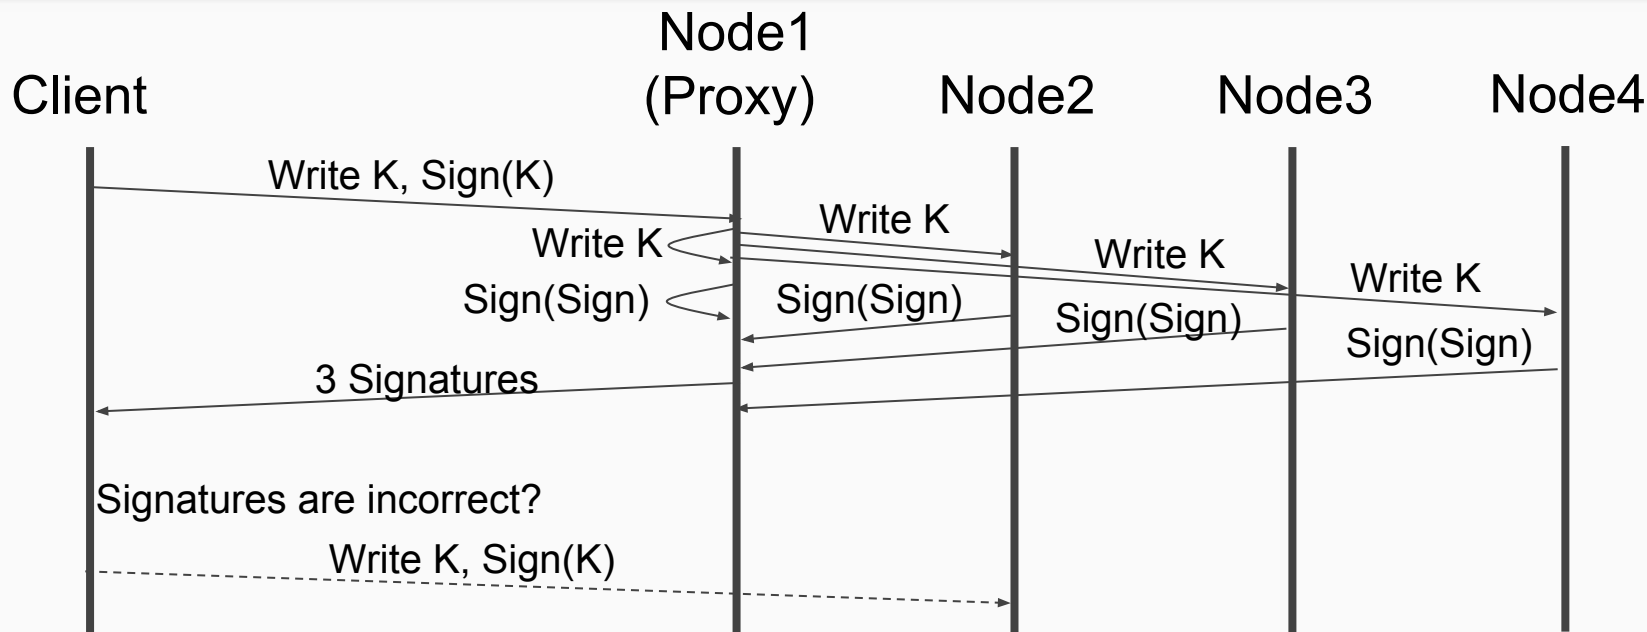 Node1
Client
(Proxy)
Node2
Node3
Node4
Write K, Sign(K)
Write K
Write K
Write K
Write K
Sign(Sign)
Sign(Sign)
Sign(Sign)
Sign(Sign)
3 Signatures
Signatures are incorrect?
Write K, Sign(K)